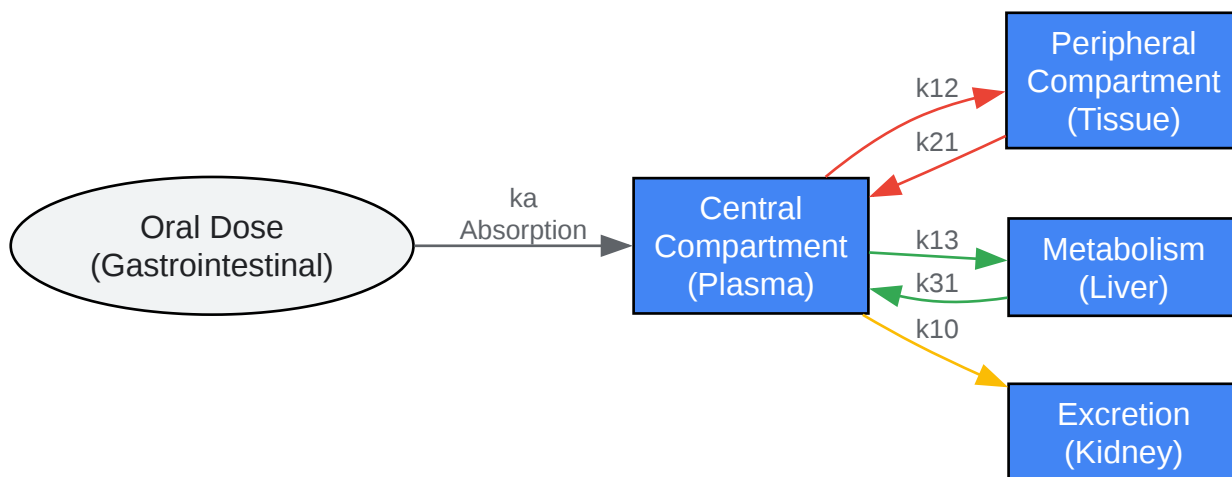 Oral Dose
(Gastrointestinal)
ka
Absorption
Central
Compartment
(Plasma)
k12
k21
k13
k31
k10
Peripheral
Compartment
(Tissue)
Metabolism
(Liver)
Excretion
(Kidney)